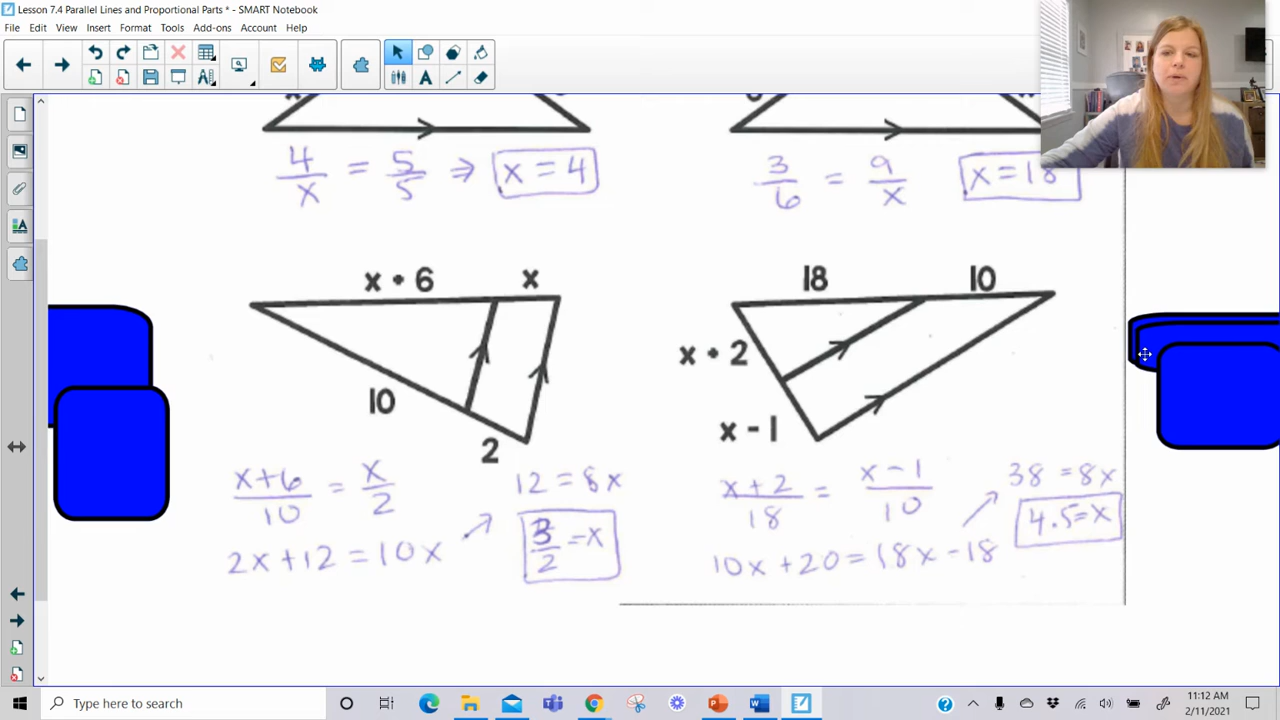 Lesson 7.4 Parallel Lines and Proportional Parts * - SMART Notebook
File Edit View Insert Format Tools Add-ons Account Help
4/x = 5/5 ⇒ x = 4
3/6 = 9/x x = 18
x + 6 x
10
2
18 10
x + 2
x - 1
x+6/10 = x/2
12 = 8x
2x + 12 = 10x
3/2 = x
x+2/18 = x-1/10
38 = 8x
4.5 = x
10x + 20 = 18x - 18
Type here to search
11:12 AM
2/11/2021